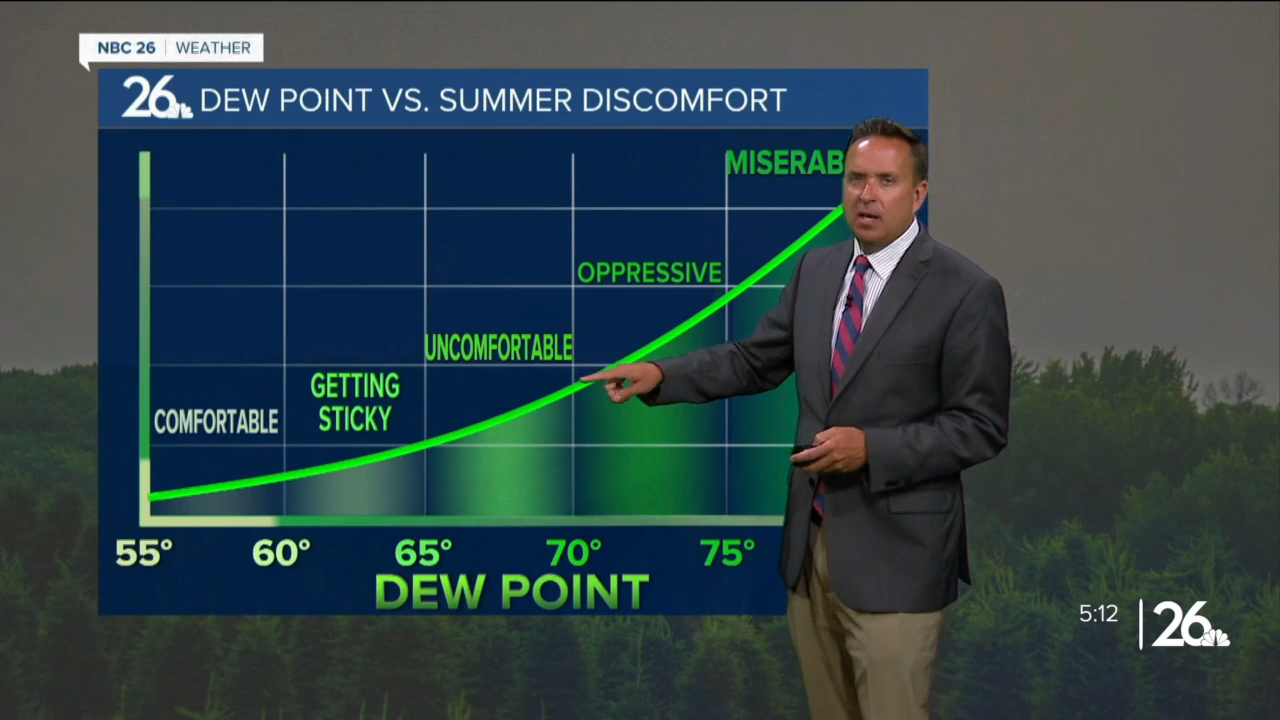 NBC 26 | WEATHER
26 DEW POINT VS. SUMMER DISCOMFORT
MISERAB
OPPRESSIVE
UNCOMFORTABLE
GETTING
STICKY
COMFORTABLE
55° 60° 65° 70° 75°
DEW POINT
5:12 | 26